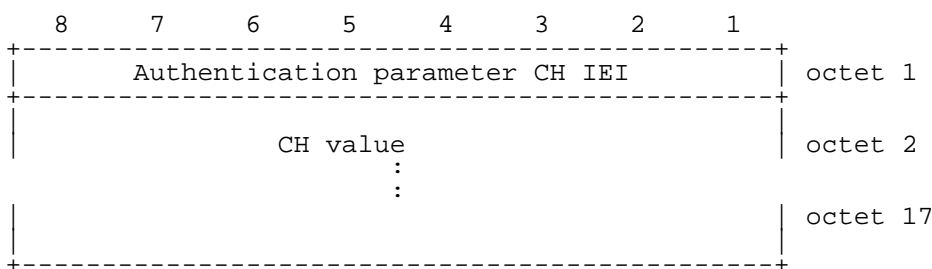 8 7 6 5 4 3 2 1
+-----------------------------------------------+
| Authentication parameter CH IEI | octet 1
+-----------------------------------------------+
| |
| CH value | octet 2
:
:
| | octet 17
| |
+-----------------------------------------------+